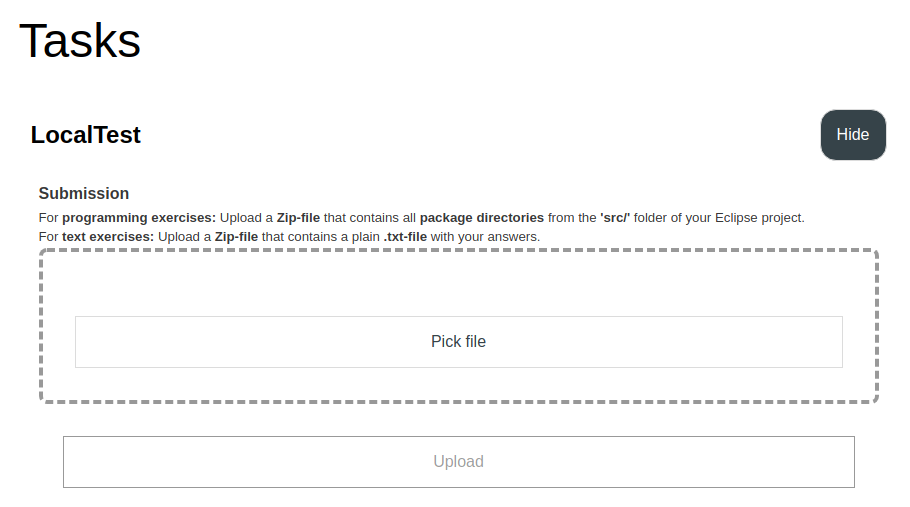 Tasks
LocalTest
Hide
Submission
For programming exercises: Upload a Zip-file that contains all package directories from the 'src/' folder of your Eclipse project.
For text exercises: Upload a Zip-file that contains a plain .txt-file with your answers.
Pick file
Upload